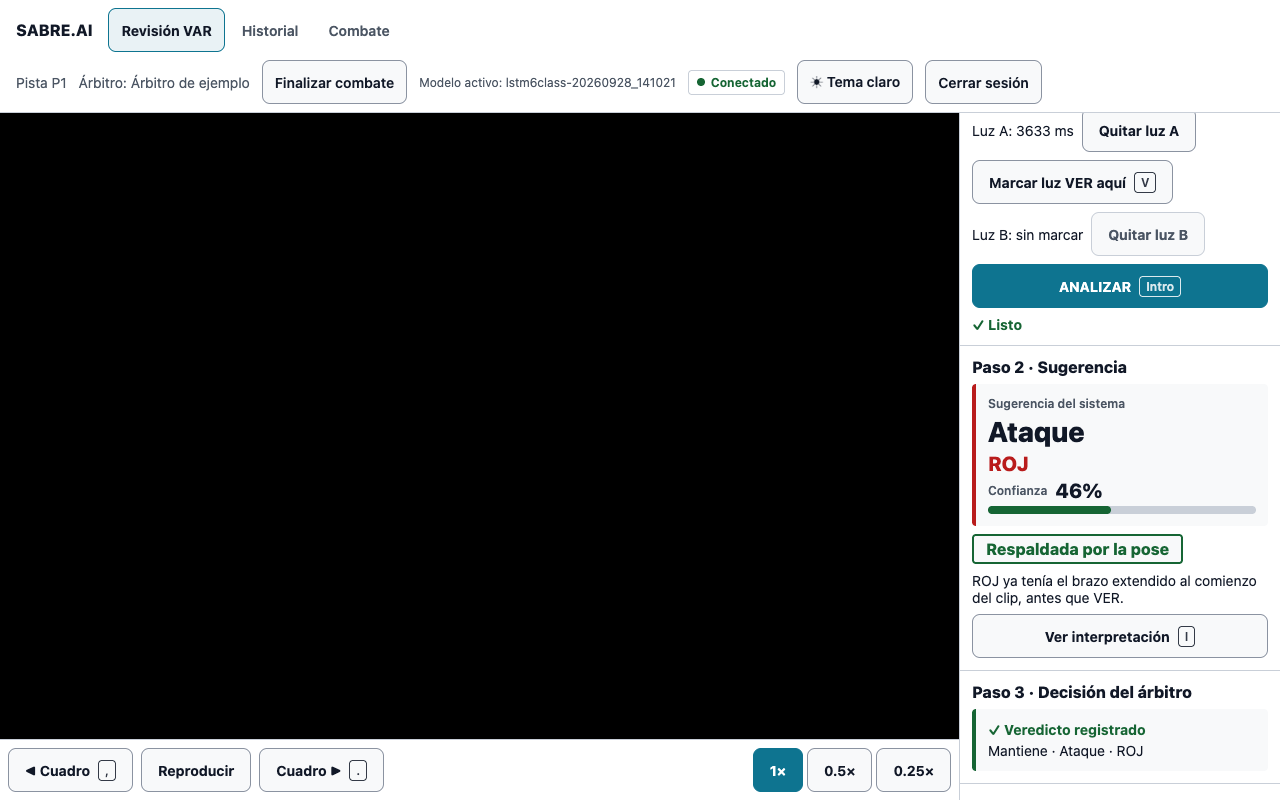 SABRE.AI Revisión VAR Historial Combate
Pista P1 Árbitro: Árbitro de ejemplo Finalizar combate Modelo activo: lstm6class-20260928_141021 Conectado ☀ Tema claro Cerrar sesión
Luz A: 3633 ms Quitar luz A
Marcar luz VER aquí V
Luz B: sin marcar Quitar luz B
ANALIZAR Intro
✓ Listo
Paso 2 · Sugerencia
Sugerencia del sistema
Ataque
ROJ
Confianza 46%
Respaldada por la pose
ROJ ya tenía el brazo extendido al comienzo
del clip, antes que VER.
Ver interpretación I
Paso 3 · Decisión del árbitro
✓ Veredicto registrado
Mantiene · Ataque · ROJ
◀ Cuadro , Reproducir Cuadro ▶ . 1× 0.5× 0.25×